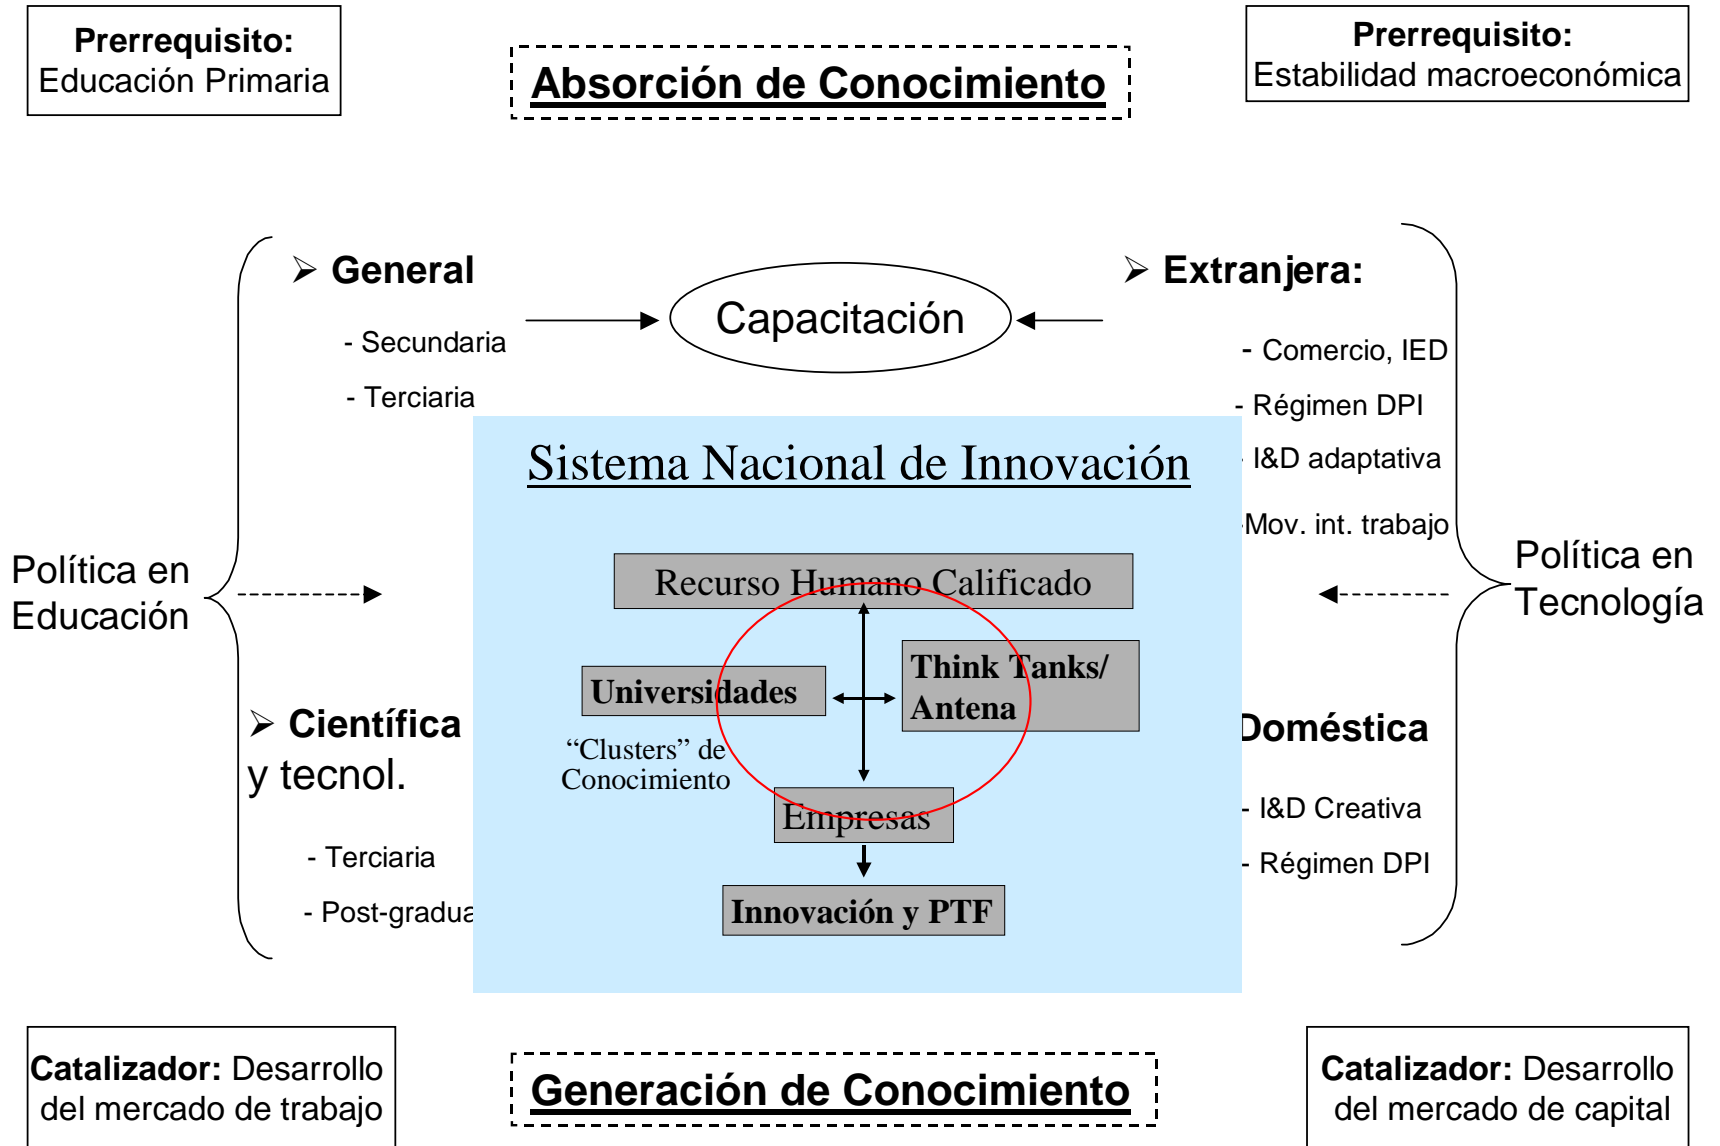 Prerrequisito:
Educación Primaria
Absorción de Conocimiento
Prerrequisito:
Estabilidad macroeconómica
➢ General
- Secundaria
- Terciaria
Capacitación
➢ Extranjera:
- Comercio, IED
- Régimen DPI
- I&D adaptativa
-Mov. int. trabajo
Política en
Educación
Política en
Tecnología
Sistema Nacional de Innovación
Recurso Humano Calificado
Universidades
Think Tanks/
Antena
“Clusters” de
Conocimiento
Empresas
Innovación y PTF
➢ Científica
y tecnol.
- Terciaria
- Post-gradua
Doméstica
- I&D Creativa
- Régimen DPI
Catalizador: Desarrollo
del mercado de trabajo
Generación de Conocimiento
Catalizador: Desarrollo
del mercado de capital